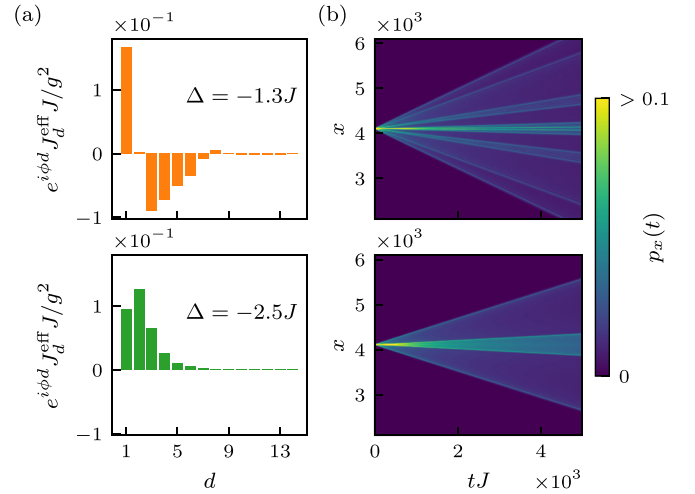 (a)
(b)
×10⁻¹
×10³
e^{iϕd} J_d^{eff} J/g²
1
0
−1
Δ = −1.3J
x
6
5
4
3
> 0.1
p_x(t)
0
×10⁻¹
×10³
e^{iϕd} J_d^{eff} J/g²
1
0
−1
Δ = −2.5J
x
6
5
4
3
1 5 9 13
d
0 2 4
tJ ×10³